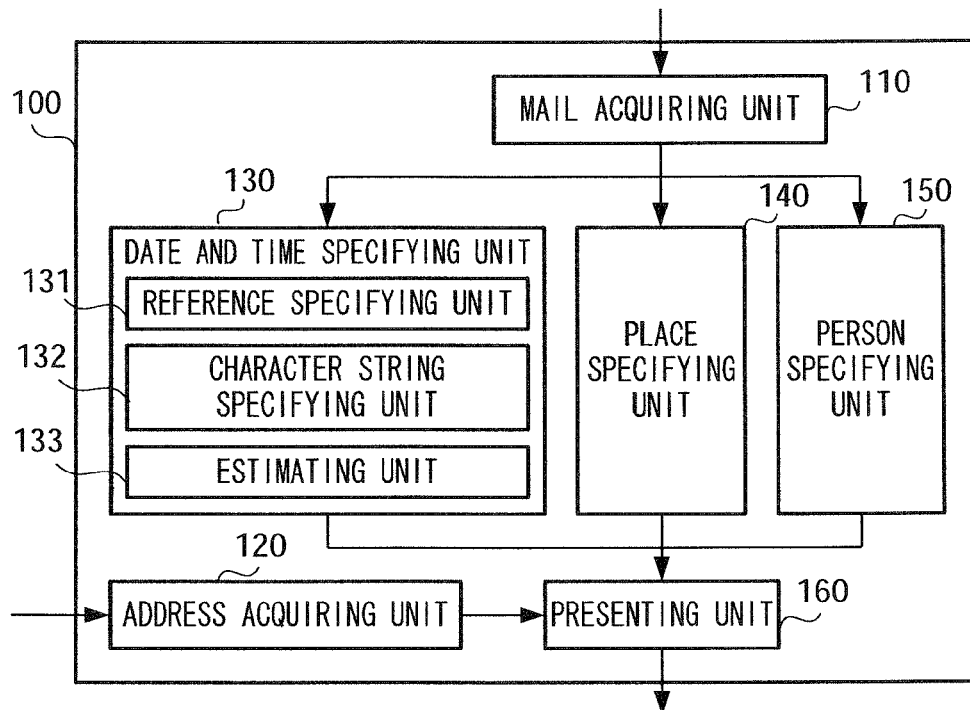 100
MAIL ACQUIRING UNIT
110
130
DATE AND TIME SPECIFYING UNIT
131
REFERENCE SPECIFYING UNIT
132
CHARACTER STRING
SPECIFYING UNIT
133
ESTIMATING UNIT
140
PLACE
SPECIFYING
UNIT
150
PERSON
SPECIFYING
UNIT
120
ADDRESS ACQUIRING UNIT
PRESENTING UNIT
160